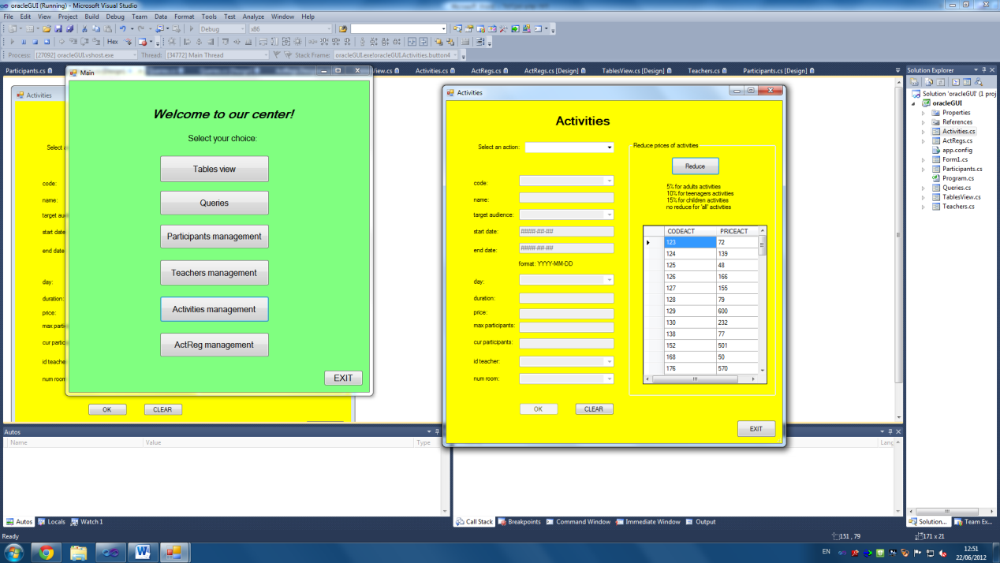 oracleGUI (Running) - Microsoft Visual Studio
File Edit View Project Build Debug Team Data Format Tools Test Analyze Window Help
Debug x86
Hex
Process: [27092] oracleGUI.vshost.exe Thread: [34772] Main Thread Stack Frame: oracleGUI.exe!oracleGUI.Activities.button4
Participants.cs View.cs Activities.cs ActRegs.cs ActRegs.cs [Design] TablesView.cs [Design] Teachers.cs Participants.cs [Design]
Activities
Select a
code:
name:
target aud
start date
end date:
day:
duration:
price:
max partic
cur partic
id teache
num room
OK CLEAR
Main
Welcome to our center!
Select your choice:
Tables view
Queries
Participants management
Teachers management
Activities management
ActReg management
EXIT
Activities
Activities
Select an action:
code:
name:
target audience:
start date: ####-##-##
end date: ####-##-##
format: YYYY-MM-DD
day:
duration:
price:
max participants:
cur participants:
id teacher:
num room:
OK CLEAR
Reduce prices of activities
Reduce
5% for adults activities
10% for teenagers activities
15% for children activities
no reduce for 'all' activities
CODEACT PRICEACT
123 72
124 139
125 48
126 166
127 155
128 79
129 600
130 232
138 77
152 501
168 50
176 570
EXIT
Solution Explorer
Solution 'oracleGUI' (1 proj
oracleGUI
Properties
References
Activities.cs
ActRegs.cs
app.config
Form1.cs
Participants.cs
Program.cs
Queries.cs
TablesView.cs
Teachers.cs
Solution... Team Ex...
Autos
Name Value Type
Lang
Autos Locals Watch 1
Call Stack Breakpoints Command Window Immediate Window Output
Ready 151 , 79 171 x 21
EN 12:51
22/06/2012